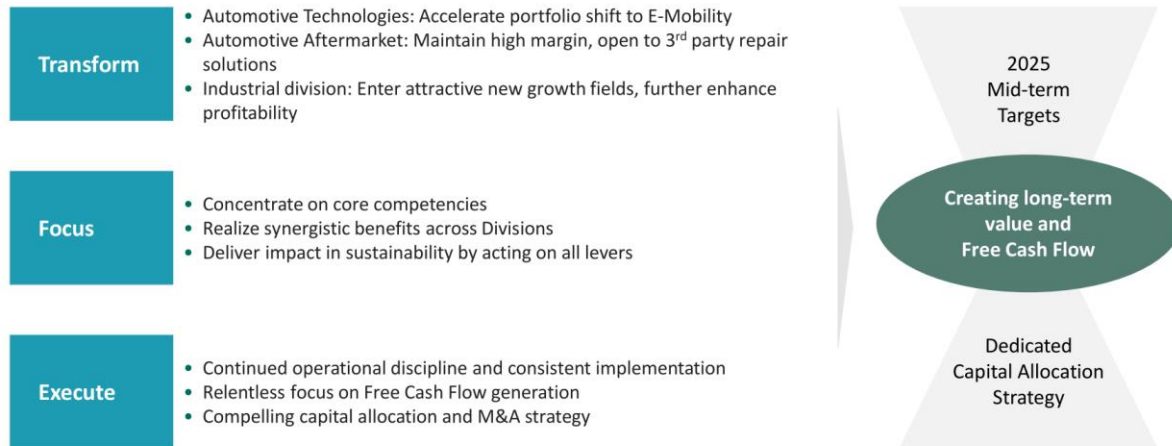 Transform
• Automotive Technologies: Accelerate portfolio shift to E-Mobility
• Automotive Aftermarket: Maintain high margin, open to 3rd party repair
solutions
• Industrial division: Enter attractive new growth fields, further enhance
profitability
Focus
• Concentrate on core competencies
• Realize synergistic benefits across Divisions
• Deliver impact in sustainability by acting on all levers
Execute
• Continued operational discipline and consistent implementation
• Relentless focus on Free Cash Flow generation
• Compelling capital allocation and M&A strategy
2025
Mid-term
Targets
Creating long-term
value and
Free Cash Flow
Dedicated
Capital Allocation
Strategy